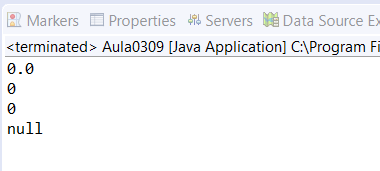 Markers Properties Servers Data Source Ex
<terminated> Aula0309 [Java Application] C:\Program Fi
0.0
0
0
null